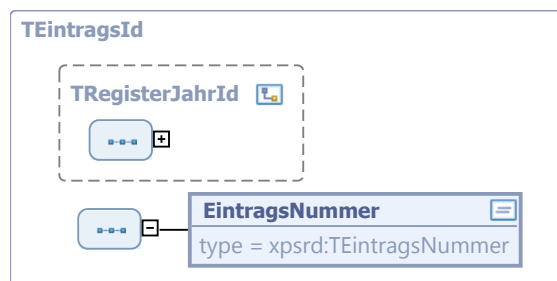 TEintragsId
TRegisterJahrId
EintragsNummer
type = xpsrd:TEintragsNummer